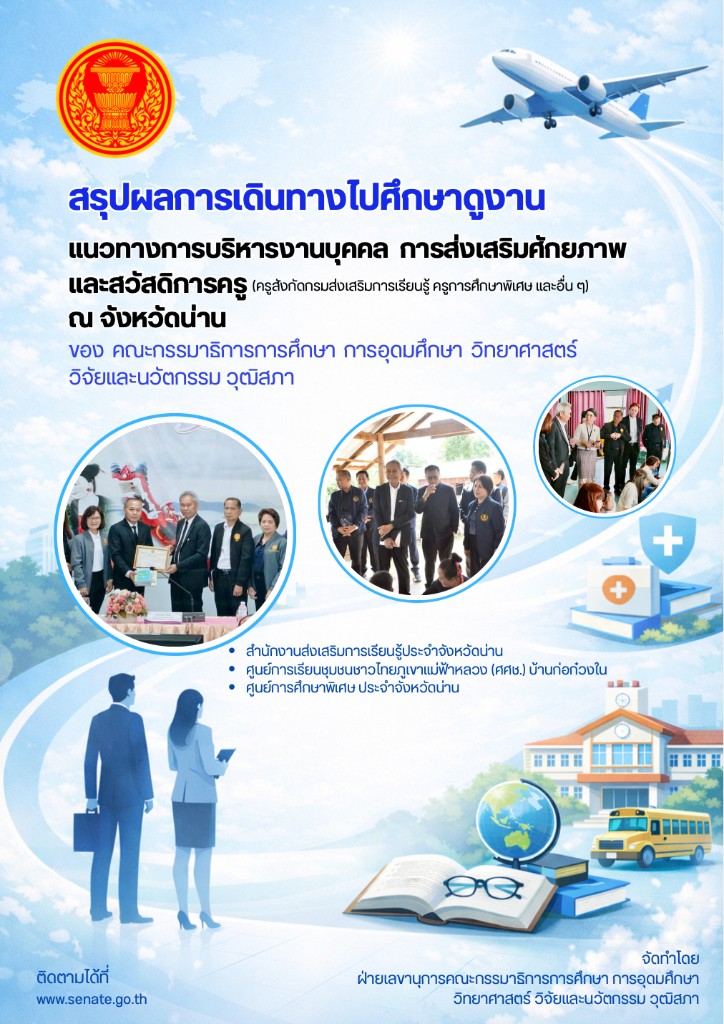 สรุปผลการเดินทางไปศึกษาดูงาน
แนวทางการบริหารงานบุคคล การส่งเสริมศักยภาพ
และสวัสดิการครู (ครูสังกัดกรมส่งเสริมการเรียนรู้ ครูการศึกษาพิเศษ และอื่น ๆ)
ณ จังหวัดน่าน
ของ คณะกรรมาธิการการศึกษา การอุดมศึกษา วิทยาศาสตร์
วิจัยและนวัตกรรม วุฒิสภา
• สำนักงานส่งเสริมการเรียนรู้ประจำจังหวัดน่าน
• ศูนย์การเรียนชุมชนชาวไทยภูเขาแม่ฟ้าหลวง (ศศช.) บ้านก่อก๋วงใน
• ศูนย์การศึกษาพิเศษ ประจำจังหวัดน่าน
ติดตามได้ที่
www.senate.go.th
จัดทำโดย
ฝ่ายเลขานุการคณะกรรมาธิการการศึกษา การอุดมศึกษา
วิทยาศาสตร์ วิจัยและนวัตกรรม วุฒิสภา